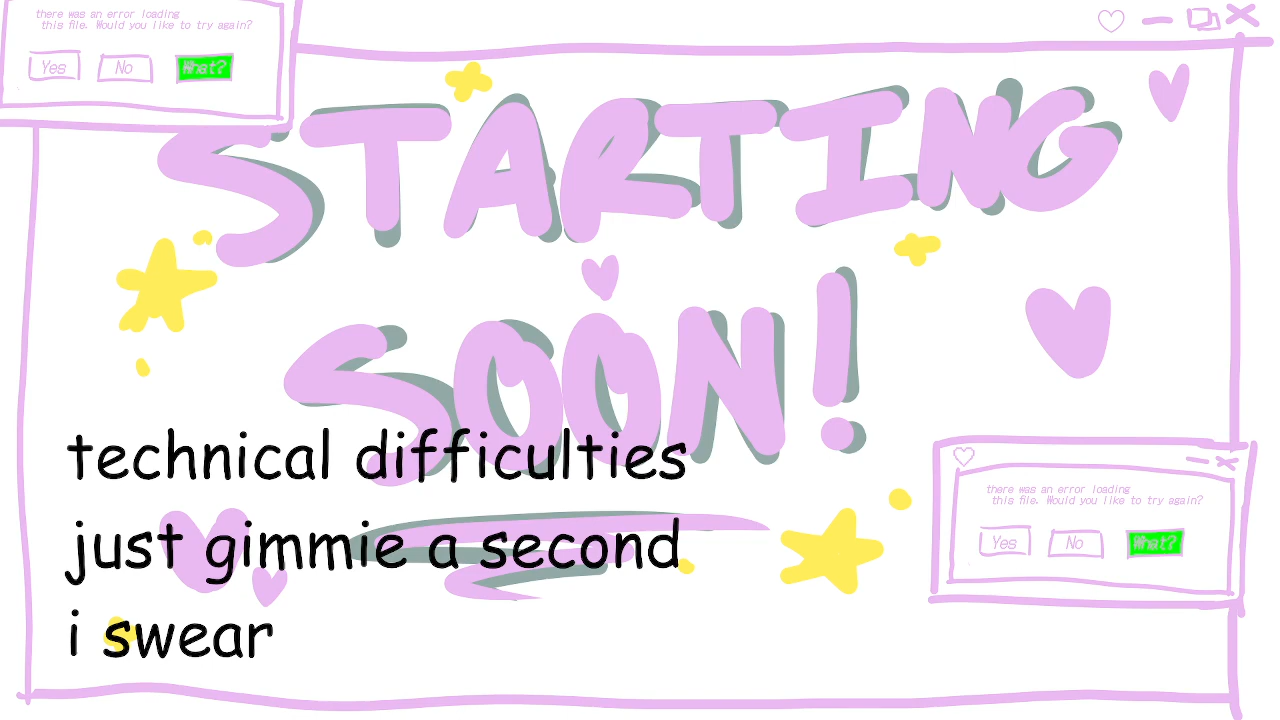 there was an error loading
this file. Would you like to try again?
Yes No What?
STARTING
SOON!
technical difficulties
just gimmie a second
i swear
there was an error loading
this file. Would you like to try again?
Yes No What?